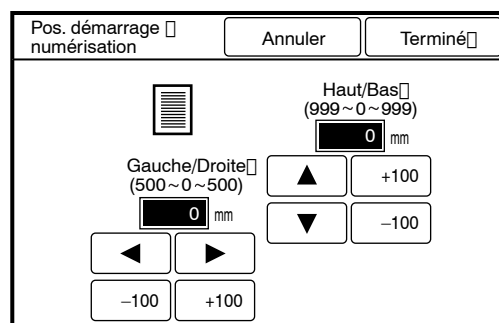 Pos. démarrage
numérisation
Annuler
Terminé
Haut/Bas
(999~0~999)
0 mm
Gauche/Droite
(500~0~500)
0 mm
+100
−100
−100
+100